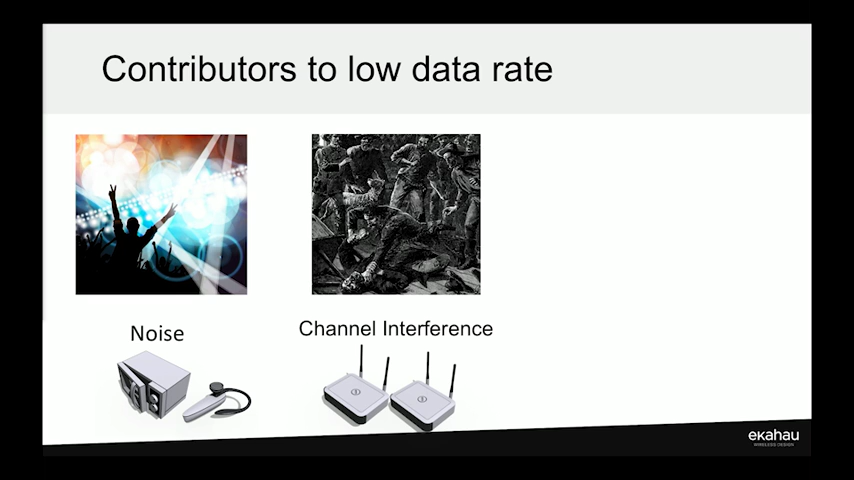 Contributors to low data rate
Noise
Channel Interference
ekahau
WIRELESS DESIGN